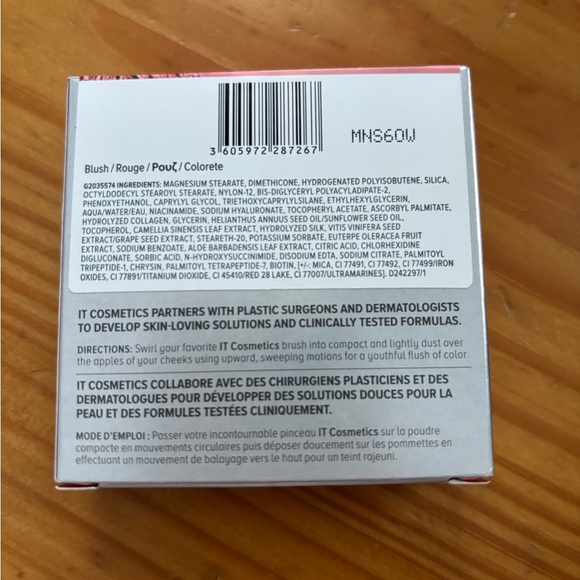 3 605972 287267
MNS60W
Blush / Rouge / Ρουζ / Colorete
G2035574 INGREDIENTS: MAGNESIUM STEARATE, DIMETHICONE, HYDROGENATED POLYISOBUTENE, SILICA,
OCTYLDODECYL STEAROYL STEARATE, NYLON-12, BIS-DIGLYCERYL POLYACYLADIPATE-2,
PHENOXYETHANOL, CAPRYLYL GLYCOL, TRIETHOXYCAPRYLYLSILANE, ETHYLHEXYLGLYCERIN,
AQUA/WATER/EAU, NIACINAMIDE, SODIUM HYALURONATE, TOCOPHERYL ACETATE, ASCORBYL PALMITATE,
HYDROLYZED COLLAGEN, GLYCERIN, HELIANTHUS ANNUUS SEED OIL/SUNFLOWER SEED OIL,
TOCOPHEROL, CAMELLIA SINENSIS LEAF EXTRACT, HYDROLYZED SILK, VITIS VINIFERA SEED
EXTRACT/GRAPE SEED EXTRACT, STEARETH-20, POTASSIUM SORBATE, EUTERPE OLERACEA FRUIT
EXTRACT, SODIUM BENZOATE, ALOE BARBADENSIS LEAF EXTRACT, CITRIC ACID, CHLORHEXIDINE
DIGLUCONATE, SORBIC ACID, N-HYDROXYSUCCINIMIDE, DISODIUM EDTA, SODIUM CITRATE, PALMITOYL
TRIPEPTIDE-1, CHRYSIN, PALMITOYL TETRAPEPTIDE-7, BIOTIN, [+/-: MICA, CI 77491, CI 77492, CI 77499/IRON
OXIDES, CI 77891/TITANIUM DIOXIDE, CI 45410/RED 28 LAKE, CI 77007/ULTRAMARINES]. D242297/1
IT COSMETICS PARTNERS WITH PLASTIC SURGEONS AND DERMATOLOGISTS
TO DEVELOP SKIN-LOVING SOLUTIONS AND CLINICALLY TESTED FORMULAS.
DIRECTIONS: Swirl your favorite IT Cosmetics brush into compact and lightly dust over
the apples of your cheeks using upward, sweeping motions for a youthful flush of color.
IT COSMETICS COLLABORE AVEC DES CHIRURGIENS PLASTICIENS ET DES
DERMATOLOGUES POUR DÉVELOPPER DES SOLUTIONS DOUCES POUR LA
PEAU ET DES FORMULES TESTÉES CLINIQUEMENT.
MODE D'EMPLOI : Passer votre incontournable pinceau IT Cosmetics sur la poudre
compacte en mouvements circulaires puis déposer doucement sur les pommettes en
effectuant un mouvement de balayage vers le haut pour un teint rajeuni.